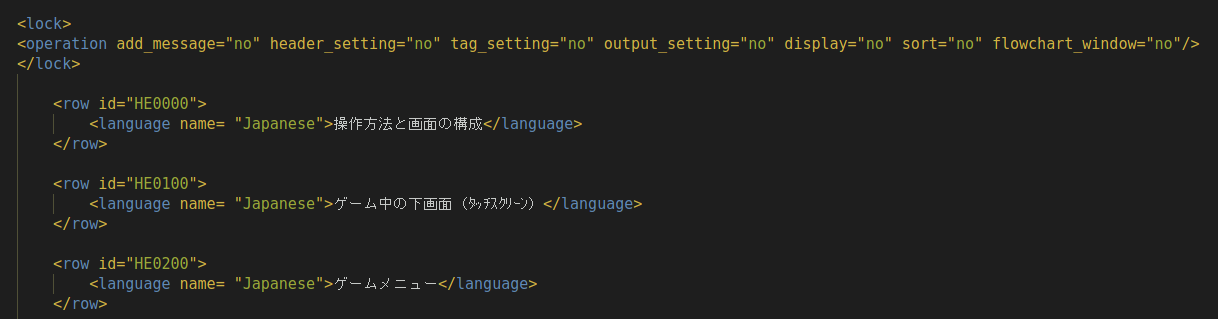 <lock>
<operation add_message="no" header_setting="no" tag_setting="no" output_setting="no" display="no" sort="no" flowchart_window="no"/>
</lock>
<row id="HE0000">
<language name= "Japanese">操作方法と画面の構成</language>
</row>
<row id="HE0100">
<language name= "Japanese">ゲーム中の下画面（ﾀｯﾁｽｸﾘｰﾝ）</language>
</row>
<row id="HE0200">
<language name= "Japanese">ゲームメニュー</language>
</row>